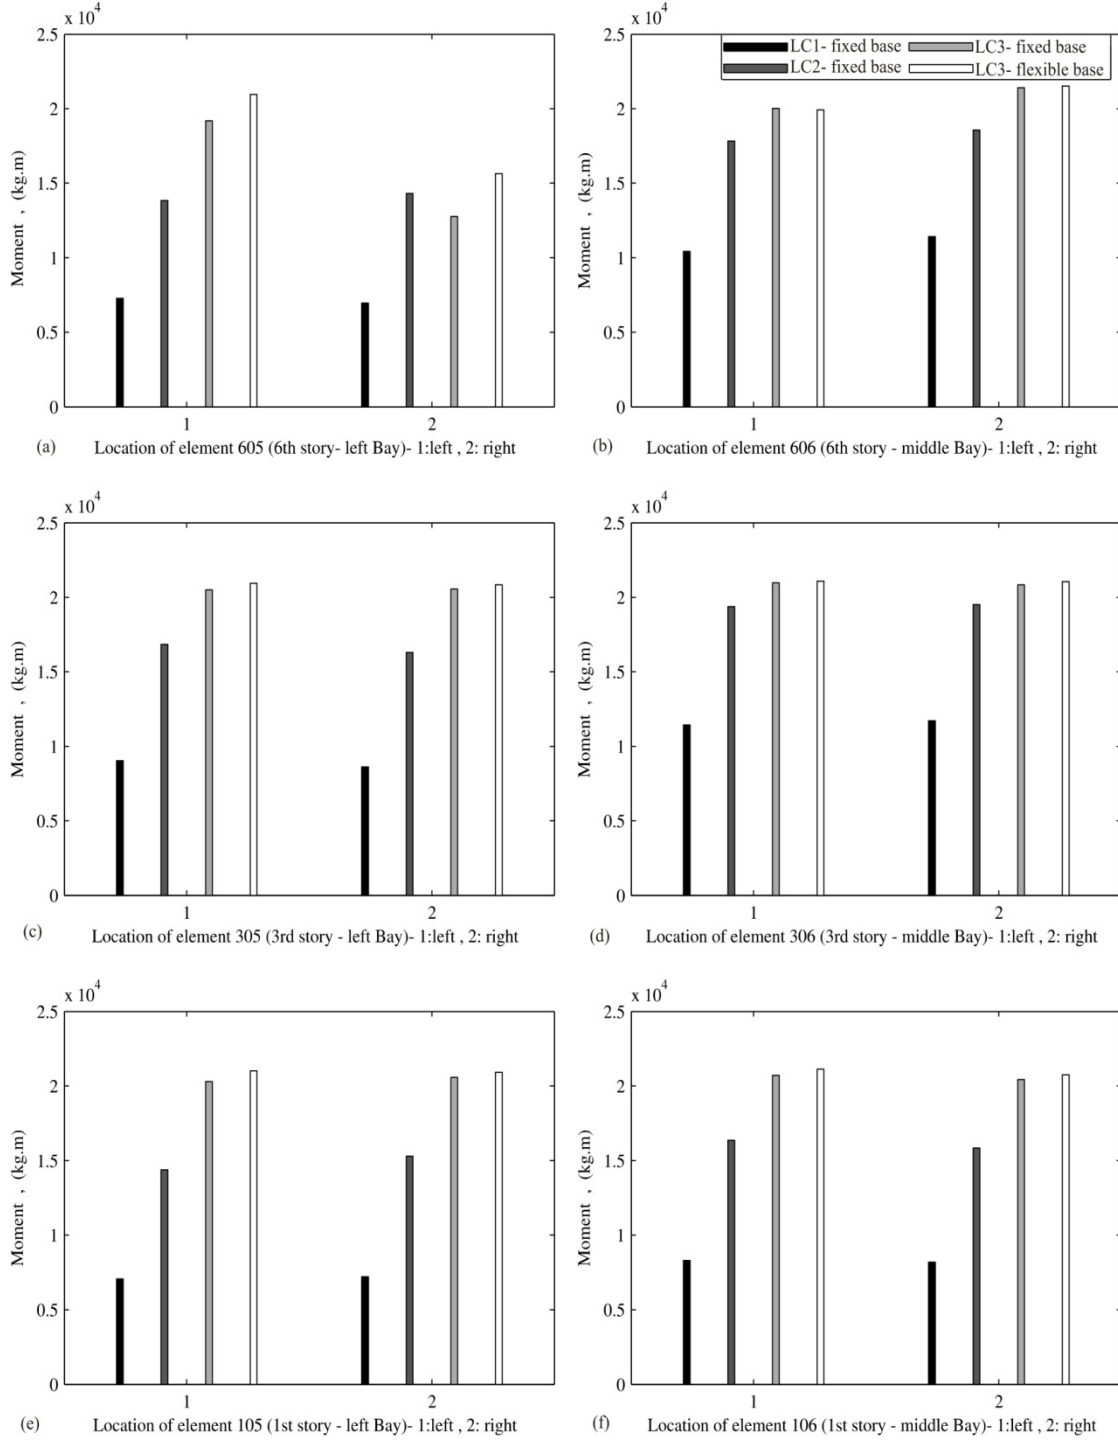 x 10^4
2.5
2
1.5
1
0.5
0
Moment , (kg.m)
1
2
(a)
Location of element 605 (6th story- left Bay)- 1:left , 2: right
x 10^4
2.5
2
1.5
1
0.5
0
Moment , (kg.m)
LC1- fixed base
LC3- fixed base
LC2- fixed base
LC3- flexible base
1
2
(b)
Location of element 606 (6th story - middle Bay)- 1:left , 2: right
x 10^4
2.5
2
1.5
1
0.5
0
Moment , (kg.m)
1
2
(c)
Location of element 305 (3rd story - left Bay)- 1:left , 2: right
x 10^4
2.5
2
1.5
1
0.5
0
Moment , (kg.m)
1
2
(d)
Location of element 306 (3rd story - middle Bay)- 1:left , 2: right
x 10^4
2.5
2
1.5
1
0.5
0
Moment , (kg.m)
1
2
(e)
Location of element 105 (1st story - left Bay)- 1:left , 2: right
x 10^4
2.5
2
1.5
1
0.5
0
Moment , (kg.m)
1
2
(f)
Location of element 106 (1st story - middle Bay)- 1:left , 2: right